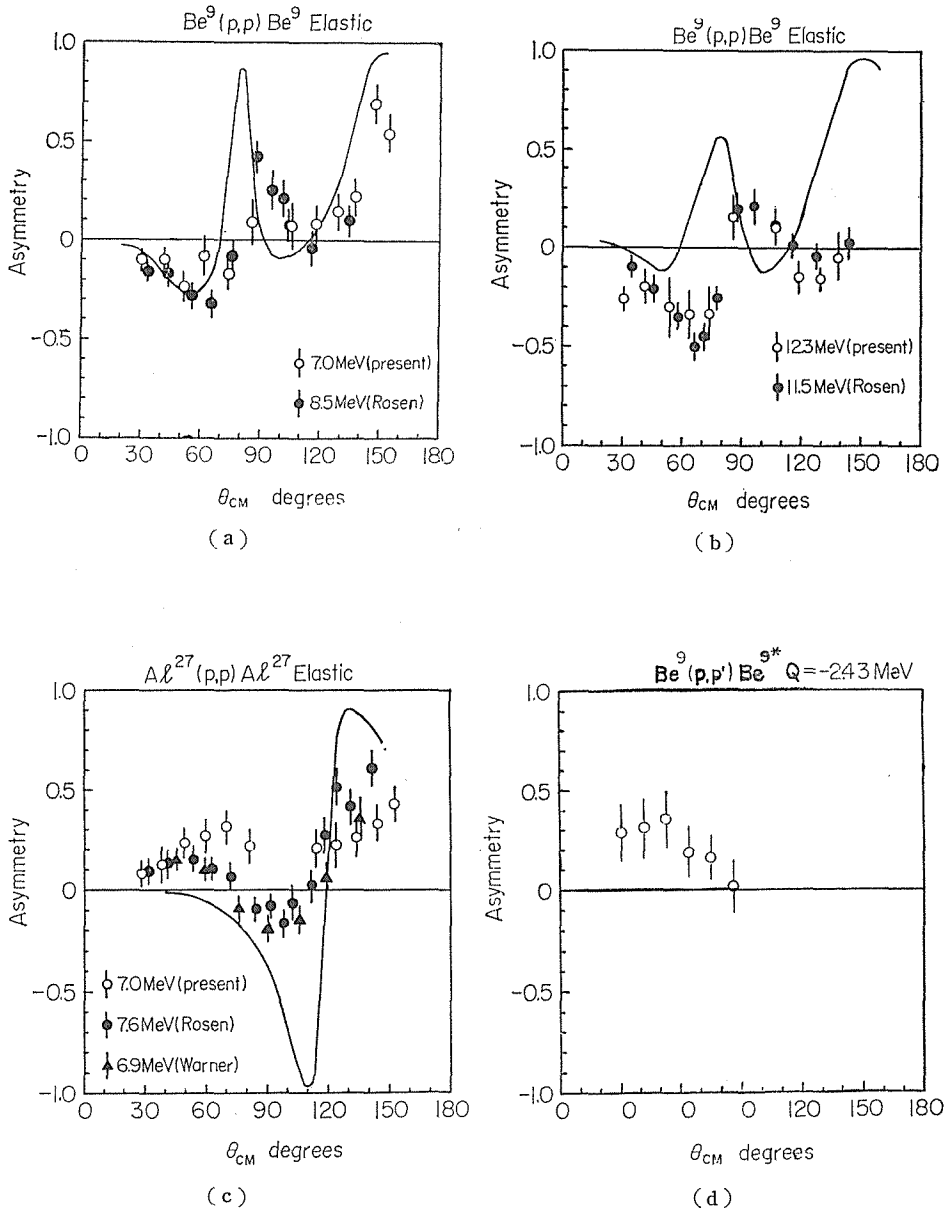 Be⁹(p,p)Be⁹ Elastic
1.0
0.5
0
−0.5
−1.0
Asymmetry
7.0MeV(present)
8.5MeV(Rosen)
0 30 60 90 120 150 180
θCM degrees
(a)
Be⁹(p,p)Be⁹ Elastic
1.0
0.5
0
−0.5
−1.0
Asymmetry
12.3MeV(present)
11.5MeV(Rosen)
0 30 60 90 120 150 180
θCM degrees
(b)
Aℓ²⁷(p,p)Aℓ²⁷ Elastic
1.0
0.5
0
−0.5
−1.0
Asymmetry
7.0MeV(present)
7.6MeV(Rosen)
6.9MeV(Warner)
0 30 60 90 120 150 180
θCM degrees
(c)
Be⁹(p,p')Be⁹* Q=−2.43 MeV
1.0
0.5
0
−0.5
−1.0
Asymmetry
0 0 0 0 120 150 180
θCM degrees
(d)